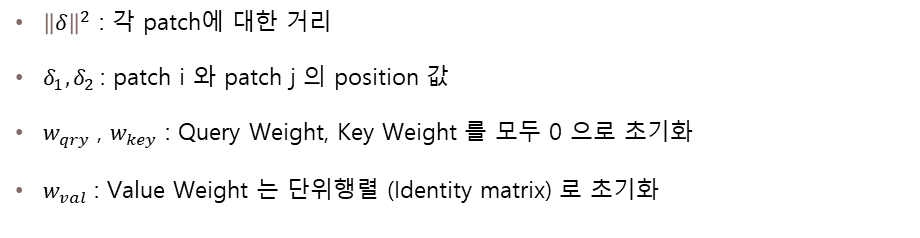 • ‖δ‖² : 각 patch에 대한 거리
• δ₁,δ₂ : patch i 와 patch j 의 position 값
• w_qry , w_key : Query Weight, Key Weight 를 모두 0 으로 초기화
• w_val : Value Weight 는 단위행렬 (Identity matrix) 로 초기화